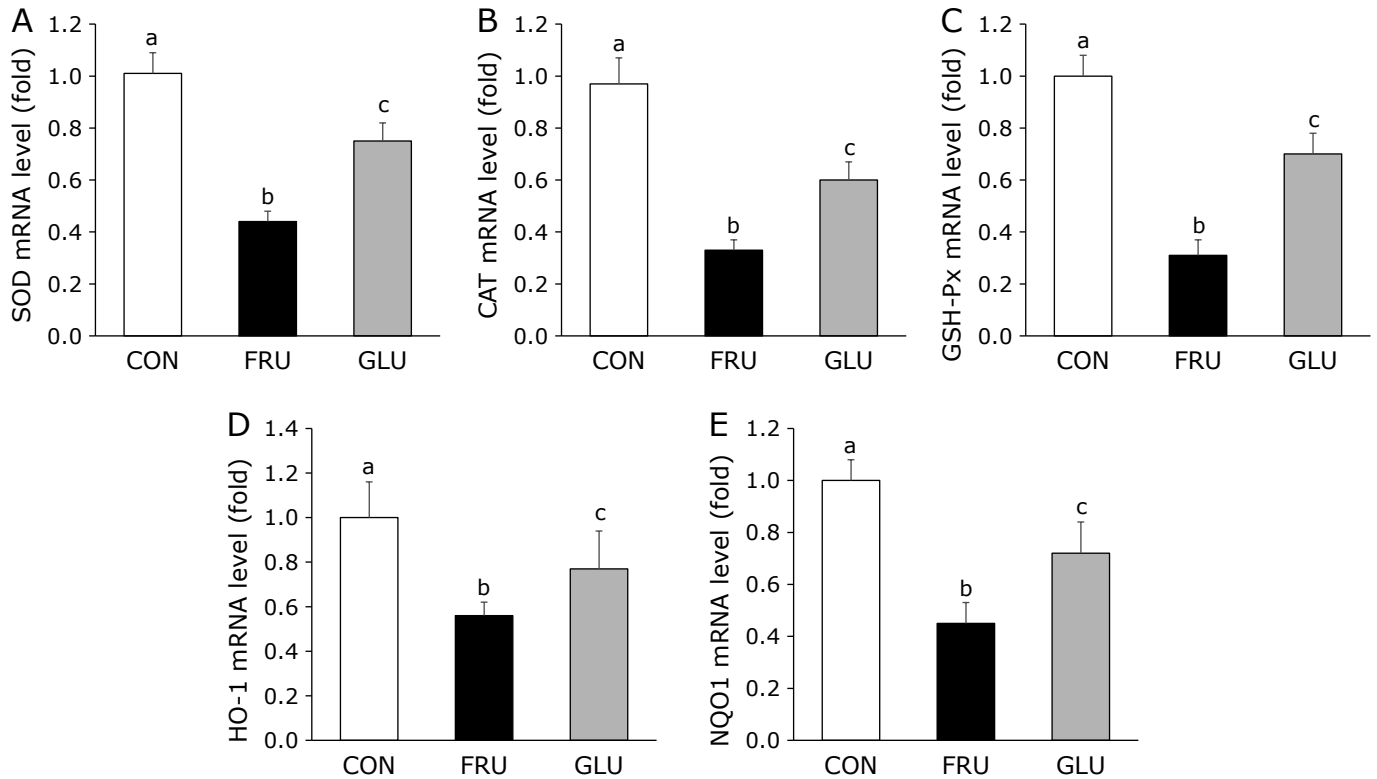 A
SOD mRNA level (fold)
1.2
1.0
0.8
0.6
0.4
0.2
0.0
a
b
c
CON FRU GLU
B
CAT mRNA level (fold)
1.2
1.0
0.8
0.6
0.4
0.2
0.0
a
b
c
CON FRU GLU
C
GSH-Px mRNA level (fold)
1.2
1.0
0.8
0.6
0.4
0.2
0.0
a
b
c
CON FRU GLU
D
HO-1 mRNA level (fold)
1.4
1.2
1.0
0.8
0.6
0.4
0.2
0.0
a
b
c
CON FRU GLU
E
NQO1 mRNA level (fold)
1.2
1.0
0.8
0.6
0.4
0.2
0.0
a
b
c
CON FRU GLU